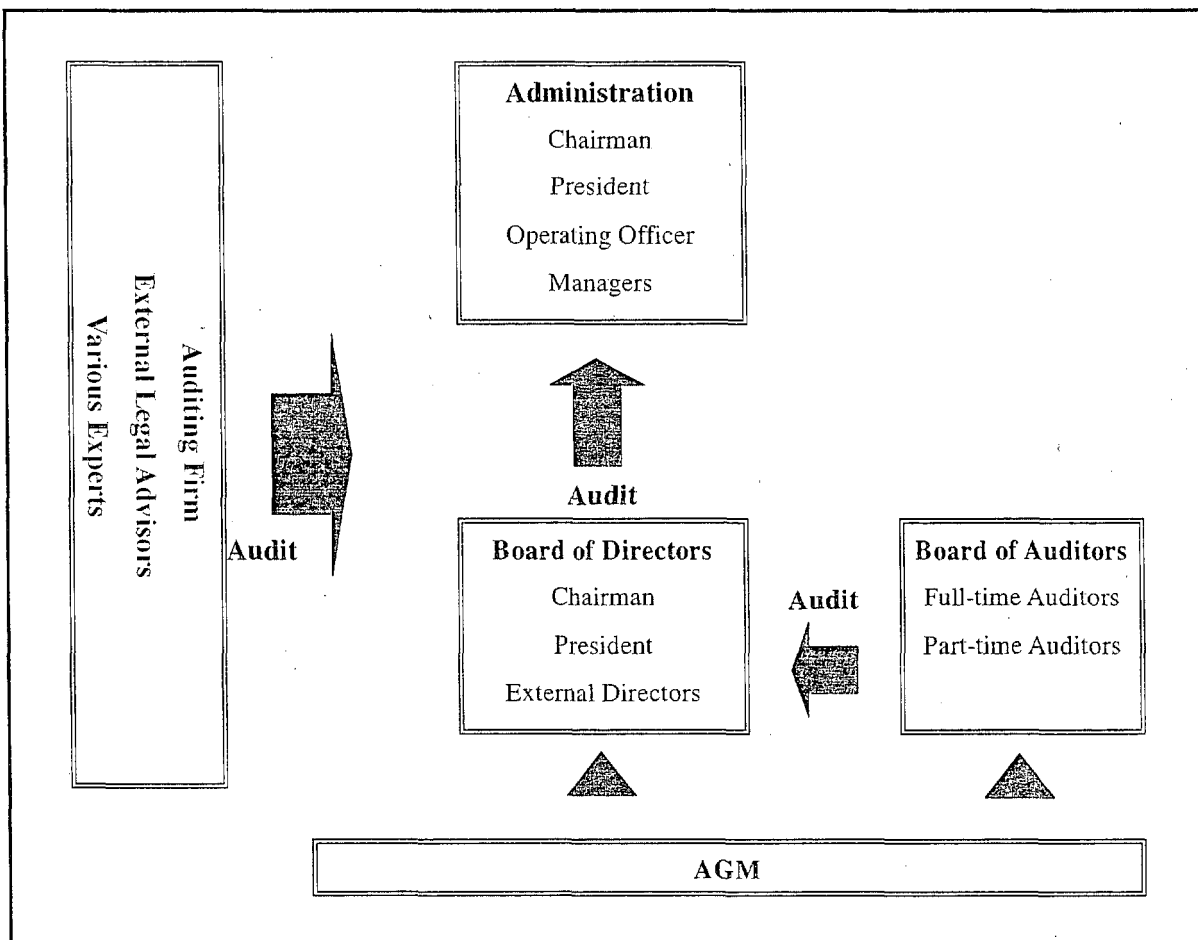 Auditing Firm
External Legal Advisors
Various Experts
Audit
Administration
Chairman
President
Operating Officer
Managers
Audit
Board of Directors
Chairman
President
External Directors
Audit
Board of Auditors
Full-time Auditors
Part-time Auditors
AGM